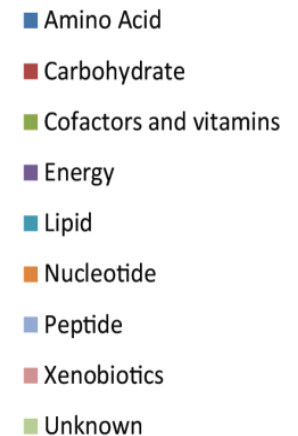 Amino Acid
Carbohydrate
Cofactors and vitamins
Energy
Lipid
Nucleotide
Peptide
Xenobiotics
Unknown